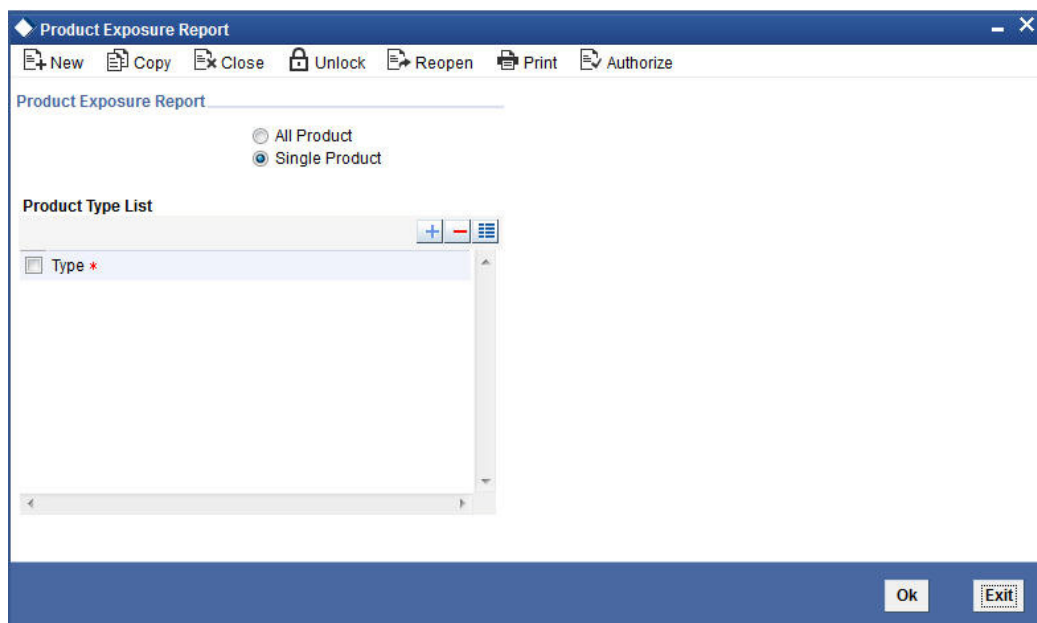 Product Exposure Report
New Copy Close Unlock Reopen Print Authorize
Product Exposure Report
All Product
Single Product
Product Type List
Type *
Ok Exit